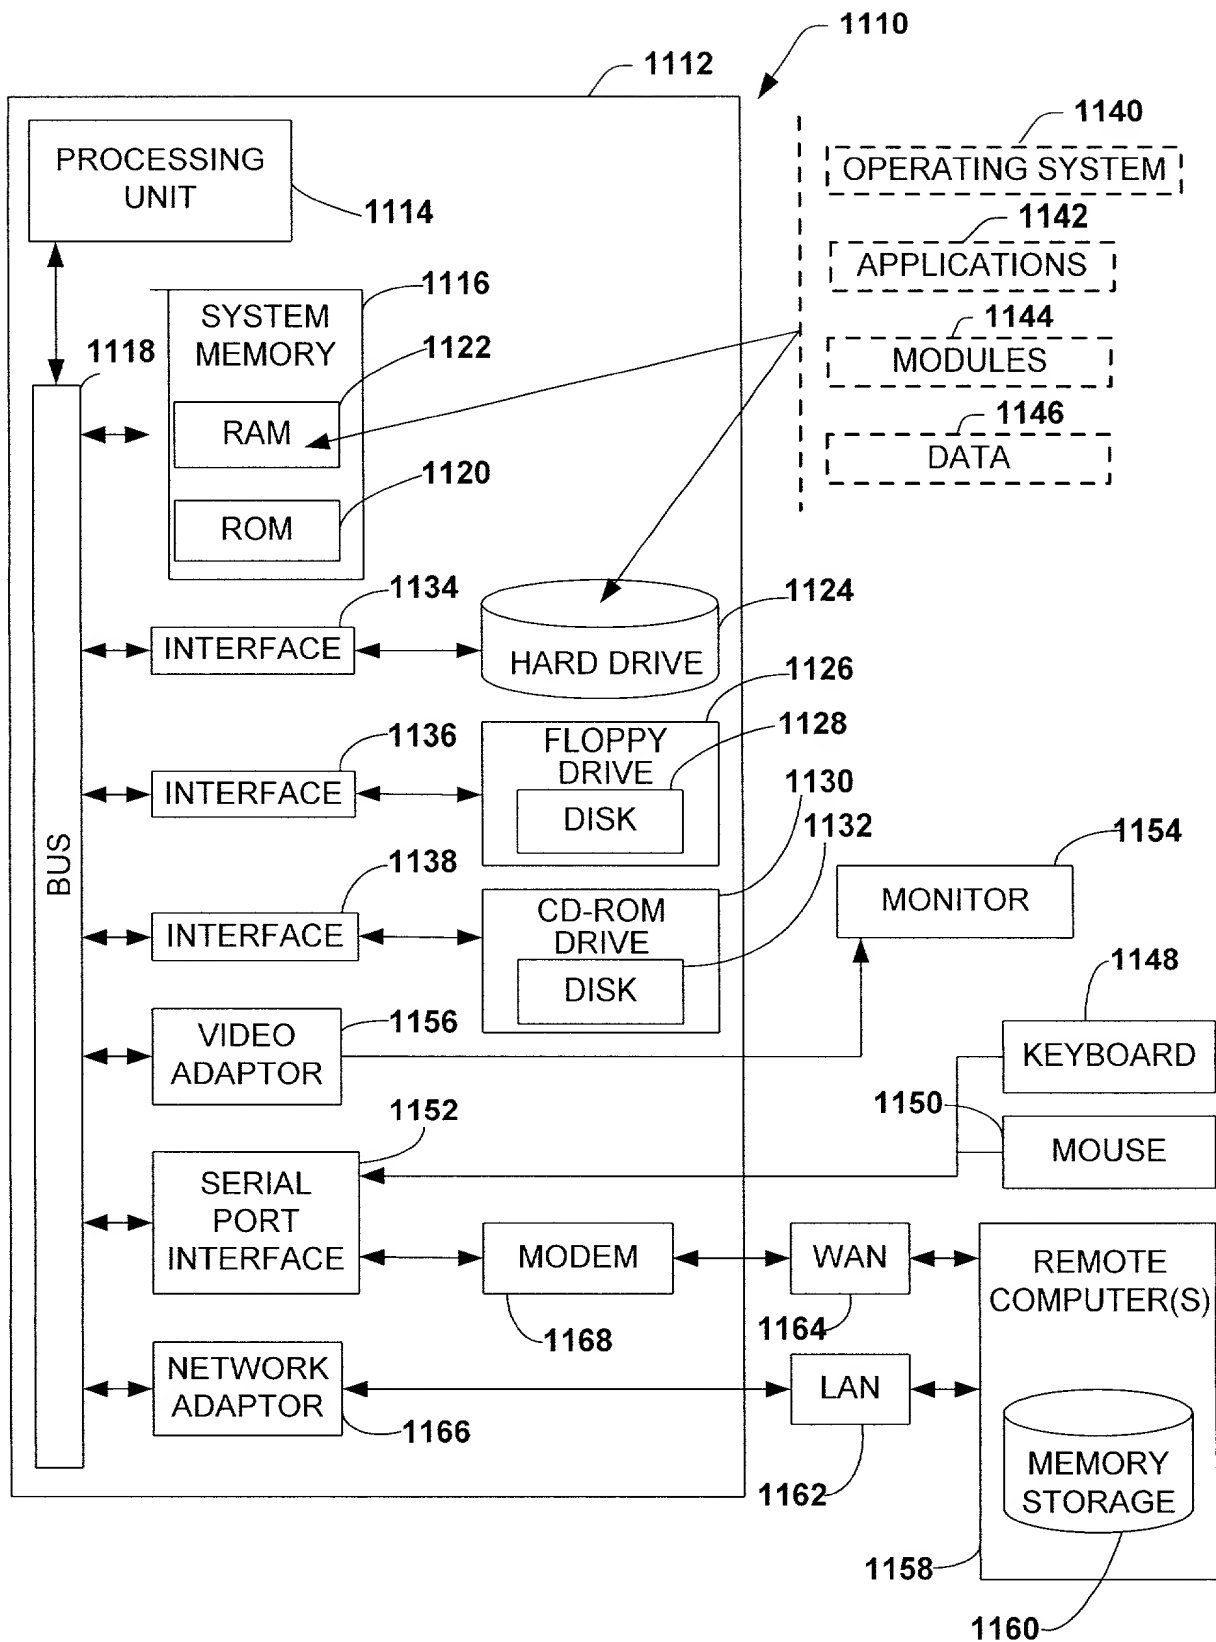 1110
1112
PROCESSING
UNIT
1114
1140
OPERATING SYSTEM
1142
APPLICATIONS
1144
MODULES
1146
DATA
1116
SYSTEM
MEMORY
1118
1122
RAM
1120
ROM
1134
INTERFACE
1124
HARD DRIVE
1126
1136
INTERFACE
FLOPPY
DRIVE
1128
DISK
1130
1132
1138
INTERFACE
CD-ROM
DRIVE
DISK
BUS
1154
MONITOR
1156
VIDEO
ADAPTOR
1148
KEYBOARD
1150
MOUSE
1152
SERIAL
PORT
INTERFACE
MODEM
1168
WAN
1164
REMOTE
COMPUTER(S)
NETWORK
ADAPTOR
1166
LAN
1162
MEMORY
STORAGE
1158
1160